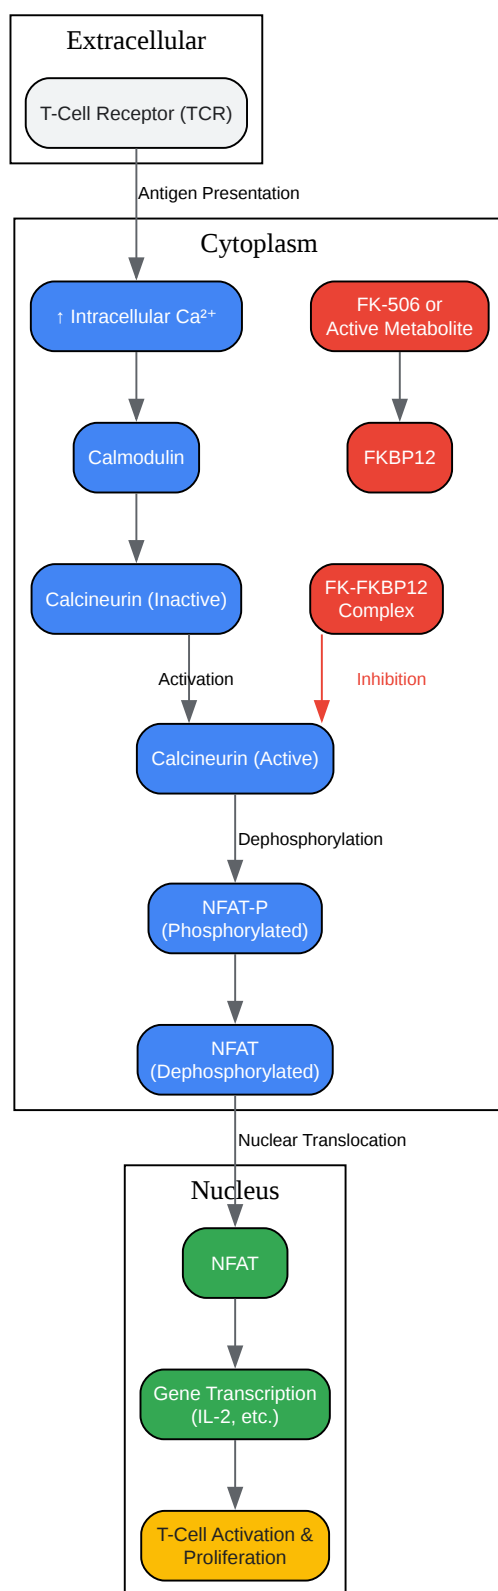 Extracellular
T-Cell Receptor (TCR)
Antigen Presentation
Cytoplasm
↑ Intracellular Ca²⁺
FK-506 or
Active Metabolite
Calmodulin
FKBP12
Calcineurin (Inactive)
FK-FKBP12
Complex
Activation
Inhibition
Calcineurin (Active)
Dephosphorylation
NFAT-P
(Phosphorylated)
NFAT
(Dephosphorylated)
Nuclear Translocation
Nucleus
NFAT
Gene Transcription
(IL-2, etc.)
T-Cell Activation &
Proliferation